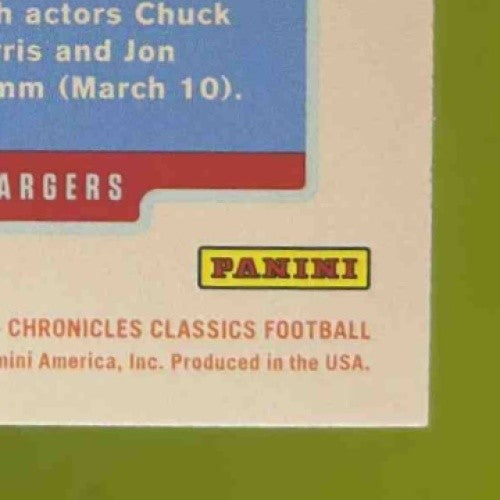 h actors Chuck
rris and Jon
mm (March 10).
ARGERS
PANINI
CHRONICLES CLASSICS FOOTBALL
nini America, Inc. Produced in the USA.